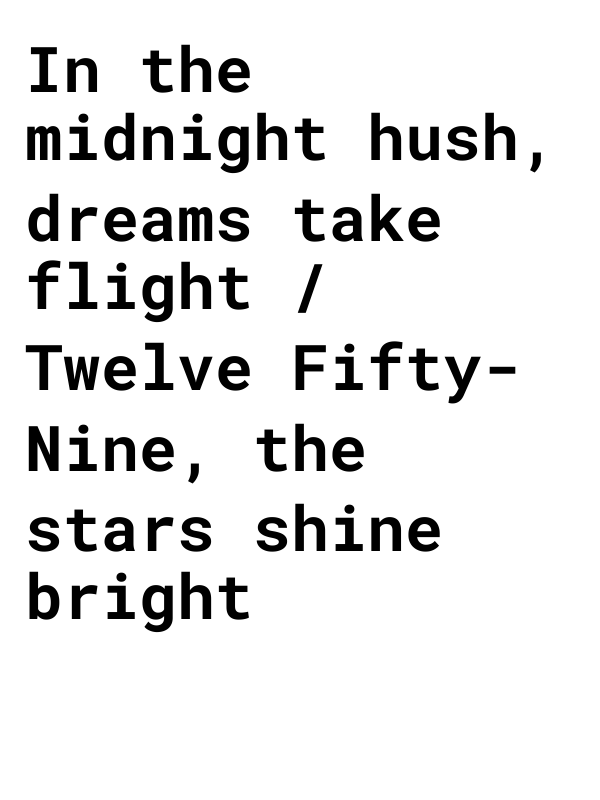 In the
midnight hush,
dreams take
flight /
Twelve Fifty-
Nine, the
stars shine
bright